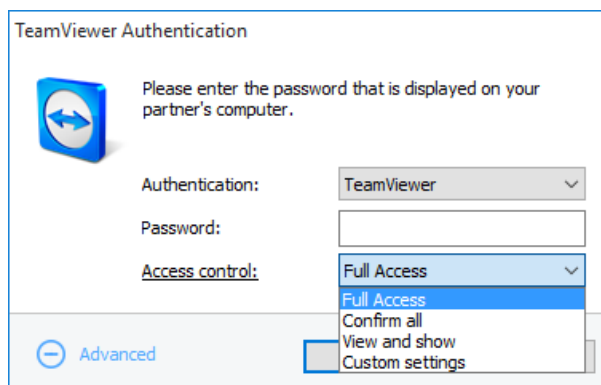 TeamViewer Authentication
Please enter the password that is displayed on your
partner's computer.
Authentication: TeamViewer
Password:
Access control: Full Access
Full Access
Confirm all
View and show
Custom settings
Advanced